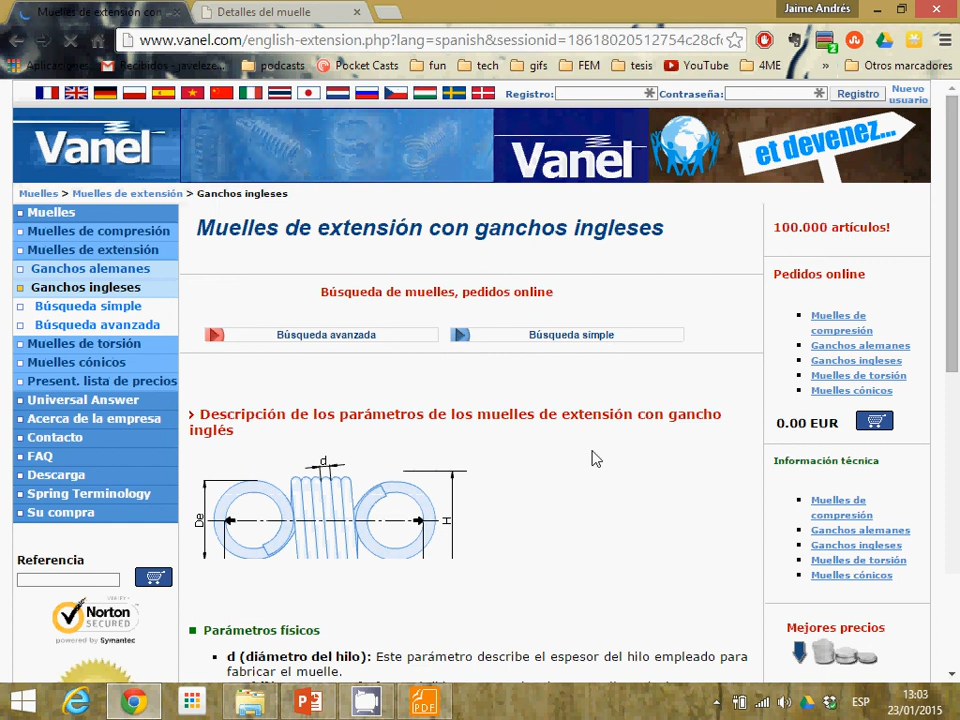 Muelles de extensión con
Detalles del muelle
Jaime Andrés
www.vanel.com/english-extension.php?lang=spanish&sessionid=18618020512754c28cf
Aplicaciones
Recibidos - javeleze...
podcasts
Pocket Casts
fun
tech
gifs
FEM
tesis
YouTube
4ME
»
Otros marcadores
Registro:
Contraseña:
Registro
Nuevo
usuario
Vanel
Vanel
et devenez...
Muelles > Muelles de extensión > Ganchos ingleses
Muelles
Muelles de compresión
Muelles de extensión
Ganchos alemanes
Ganchos ingleses
Búsqueda simple
Búsqueda avanzada
Muelles de torsión
Muelles cónicos
Present. lista de precios
Universal Answer
Acerca de la empresa
Contacto
FAQ
Descarga
Spring Terminology
Su compra
Referencia
Norton
SECURED
powered by Symantec
Muelles de extensión con ganchos ingleses
Búsqueda de muelles, pedidos online
Búsqueda avanzada
Búsqueda simple
Descripción de los parámetros de los muelles de extensión con gancho
inglés
d
De
H
Parámetros físicos
d (diámetro del hilo): Este parámetro describe el espesor del hilo empleado para
fabricar el muelle.
100.000 artículos!
Pedidos online
Muelles de
compresión
Ganchos alemanes
Ganchos ingleses
Muelles de torsión
Muelles cónicos
0.00 EUR
Información técnica
Muelles de
compresión
Ganchos alemanes
Ganchos ingleses
Muelles de torsión
Muelles cónicos
Mejores precios
PDF
ESP
13:03
23/01/2015